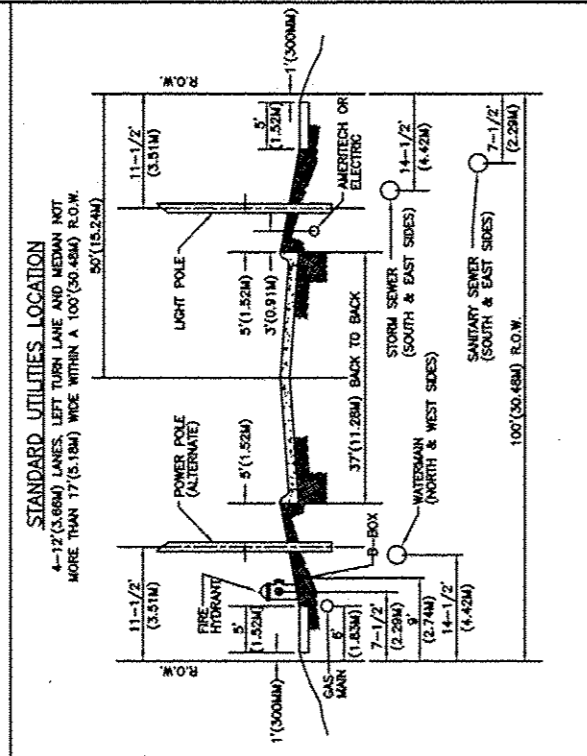 STANDARD UTILITIES LOCATION
4-12'(3.66M) LANES, LEFT TURN LANE AND MEDIAN NOT
MORE THAN 17'(5.18M) WIDE WITHIN A 100'(30.48M) R.O.W.
50'(15.24M)
11-1/2'
(3.51M)
11-1/2'
(3.51M)
R.O.W.
R.O.W.
POWER POLE
(ALTERNATE)
LIGHT POLE
FIRE
HYDRANT
5'
(1.52M)
5'(1.52M)
5'(1.52M)
3'(0.91M)
5'
(1.52M)
1'(300MM)
1'(300MM)
GAS
MAIN
6'
(1.83M)
B-BOX
37'(11.28M) BACK TO BACK
AMERITECH OR
ELECTRIC
7-1/2'
(2.29M)
9'
(2.74M)
14-1/2'
(4.42M)
WATERMAIN
(NORTH & WEST SIDES)
STORM SEWER
(SOUTH & EAST SIDES)
14-1/2'
(4.42M)
SANITARY SEWER
(SOUTH & EAST SIDES)
7-1/2'
(2.29M)
100'(30.48M) R.O.W.